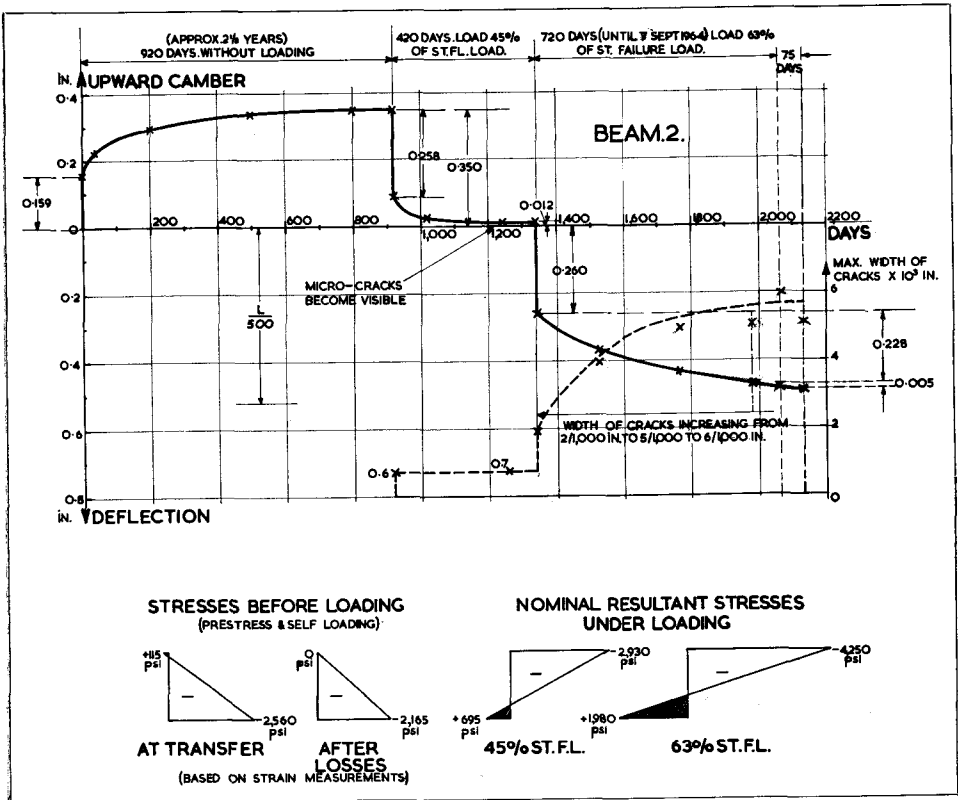 (APPROX. 2½ YEARS)
920 DAYS. WITHOUT LOADING
420 DAYS. LOAD 45%
OF ST. FL. LOAD.
OF ST. FAILURE LOAD.
75
DAYS
IN. UPWARD CAMBER
0·4
0·2
0
0·2
0·4
0·6
0·8
IN. DEFLECTION
BEAM.2.
0·159
0·258
0·350
0·012
0·260
200
400
600
800
1,000
1,200
1,400
1,600
1,800
2,000
2200
DAYS
MICRO-CRACKS
BECOME VISIBLE
L
500
MAX. WIDTH OF
CRACKS X 10³ IN.
6
4
2
0
0·228
0·005
WIDTH OF CRACKS INCREASING FROM
2/1,000 IN. TO 5/1,000 TO 6/1,000 IN.
0·6
0·7
STRESSES BEFORE LOADING
(PRESTRESS & SELF LOADING)
+115
psi
-2,560
psi
AT TRANSFER
0
psi
-2,165
psi
AFTER
LOSSES
(BASED ON STRAIN MEASUREMENTS)
NOMINAL RESULTANT STRESSES
UNDER LOADING
-2,930
psi
+695
psi
45% ST.F.L.
-4,250
psi
+1,980
psi
63% ST.F.L.